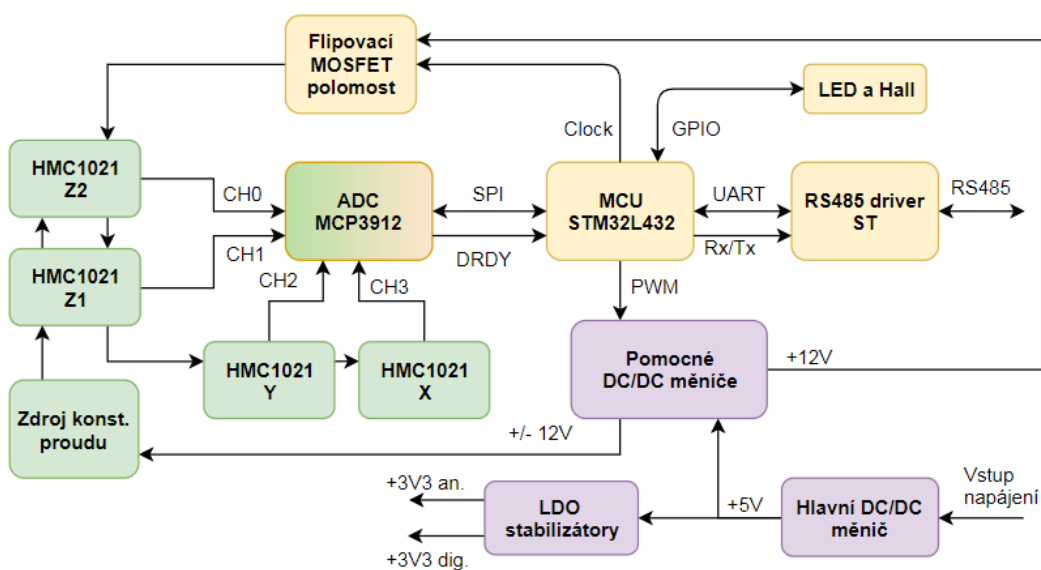 Flipovací
MOSFET
polomost
LED a Hall
Clock
GPIO
HMC1021
Z2
CH0
ADC
MCP3912
SPI
DRDY
MCU
STM32L432
UART
Rx/Tx
RS485 driver
ST
RS485
HMC1021
Z1
CH1
CH2
CH3
PWM
HMC1021
Y
HMC1021
X
Pomocné
DC/DC měníče
+12V
Zdroj konst.
proudu
+/- 12V
+3V3 an.
+3V3 dig.
LDO
stabilizátory
+5V
Hlavní DC/DC
měnič
Vstup
napájení